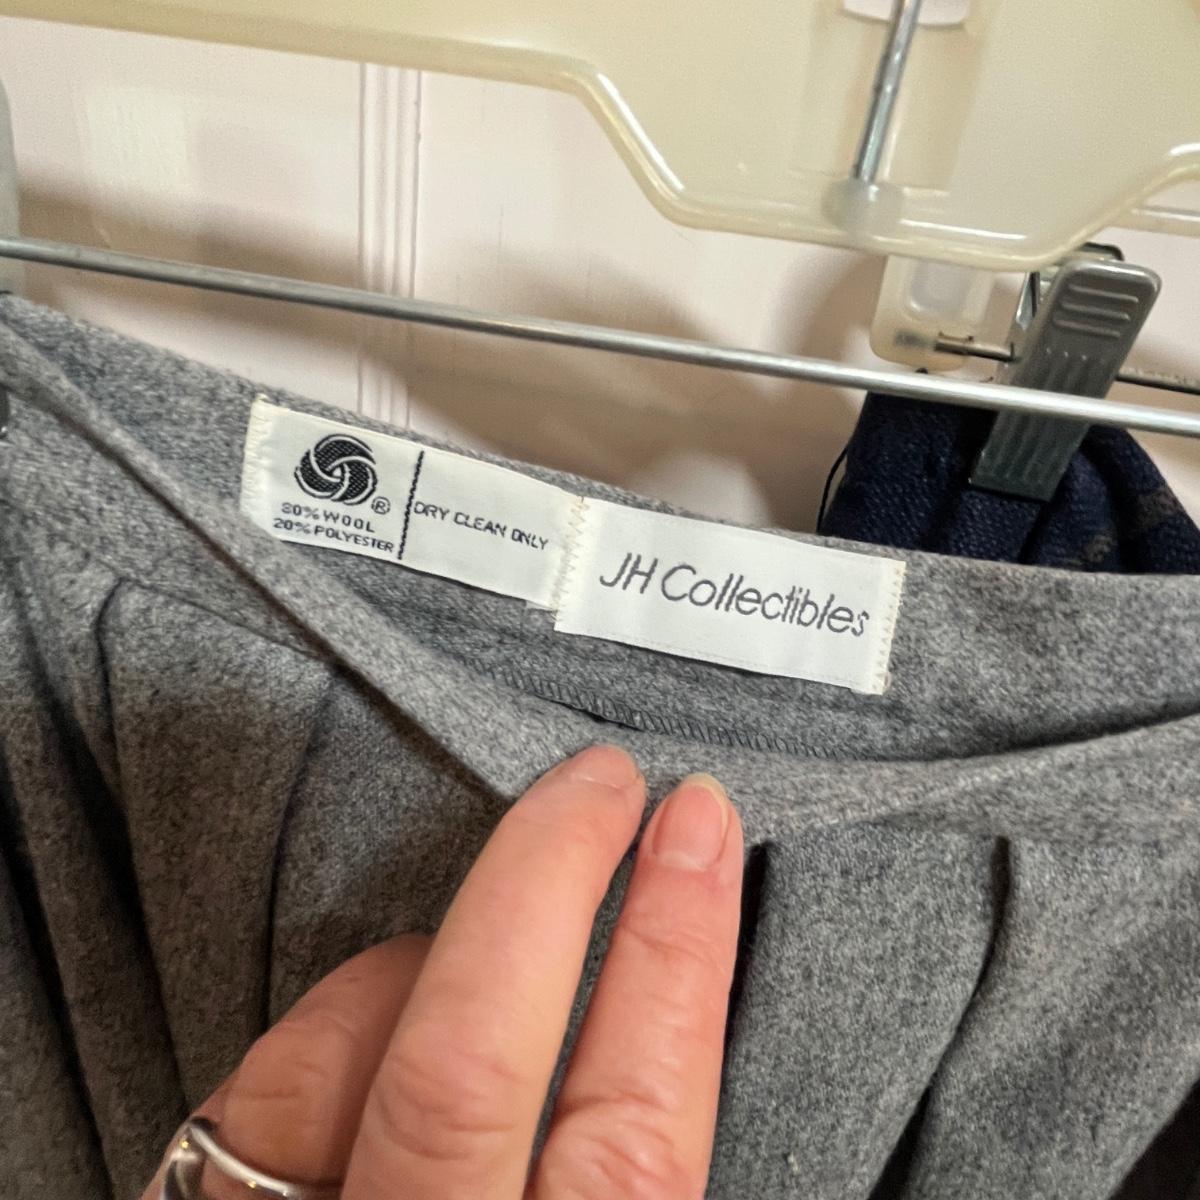 ®
80% WOOL
20% POLYESTER
DRY CLEAN ONLY
JH Collectibles